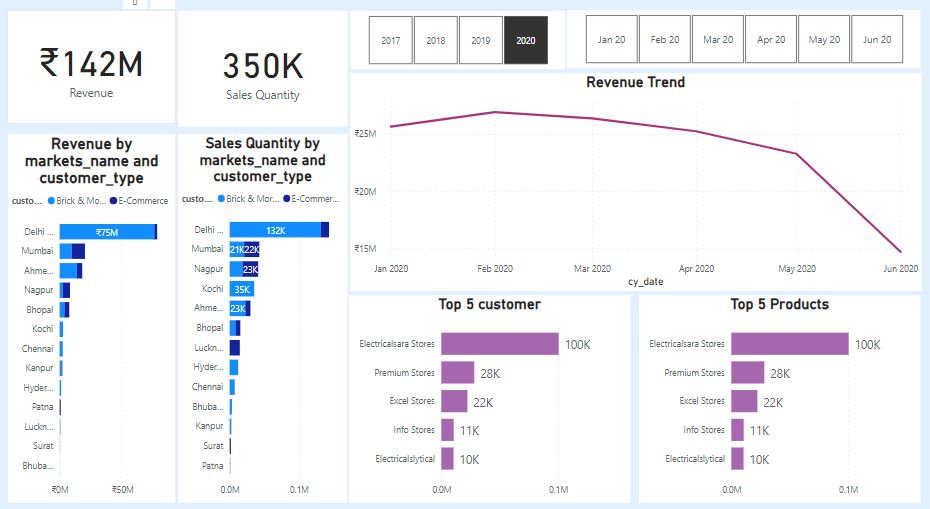 ₹142M
Revenue
350K
Sales Quantity
2017
2018
2019
2020
Jan 20
Feb 20
Mar 20
Apr 20
May 20
Jun 20
Revenue Trend
₹25M
₹20M
₹15M
Jan 2020
Feb 2020
Mar 2020
Apr 2020
May 2020
Jun 2020
cy_date
Revenue by
markets_name and
customer_type
custo... Brick & Mo... E-Commerce
Delhi ...
₹75M
Mumbai
Ahme...
Nagpur
Bhopal
Kochi
Chennai
Kanpur
Hyder...
Patna
Luckn...
Surat
Bhuba...
₹0M
₹50M
Sales Quantity by
markets_name and
customer_type
custo... Brick & Mo... E-Commer...
Delhi ...
132K
Mumbai
21K 22K
Nagpur
23K
Kochi
35K
Ahme...
23K
Bhopal
Luckn...
Hyder...
Chennai
Bhuba...
Kanpur
Surat
Patna
0.0M
0.1M
Top 5 customer
Electricalsara Stores
100K
Premium Stores
28K
Excel Stores
22K
Info Stores
11K
Electricalslytical
10K
0.0M
0.1M
Top 5 Products
Electricalsara Stores
100K
Premium Stores
28K
Excel Stores
22K
Info Stores
11K
Electricalslytical
10K
0.0M
0.1M